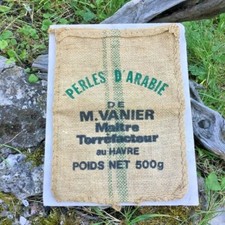 PERLES D'ARABIE
DE
M.VANIER
Maître
Torréfacteur
au HAVRE
POIDS NET 500g